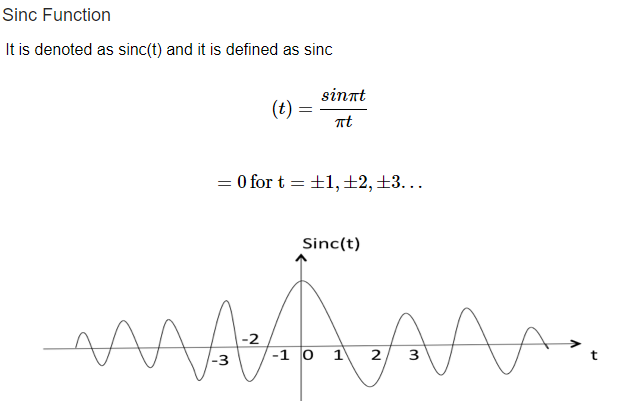 Sinc Function
It is denoted as sinc(t) and it is defined as sinc
(t) = sinπt / πt
= 0 for t = ±1, ±2, ±3...
Sinc(t)
-2
-3 -1 0 1 2 3 t